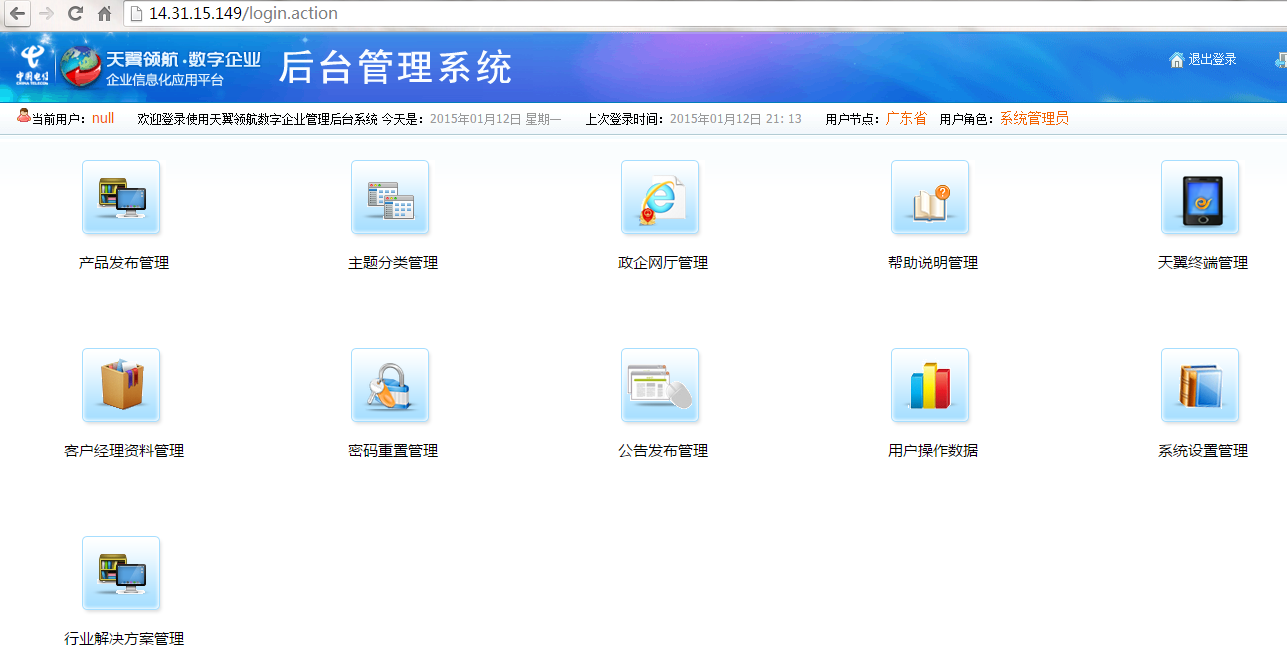 14.31.15.149/login.action
中国电信
CHINA TELECOM
天翼领航·数字企业
企业信息化应用平台
后台管理系统
退出登录
当前用户：null 欢迎登录使用天翼领航数字企业管理后台系统 今天是：2015年01月12日 星期一 上次登录时间：2015年01月12日 21: 13 用户节点：广东省 用户角色：系统管理员
产品发布管理 主题分类管理 政企网厅管理 帮助说明管理 天翼终端管理
客户经理资料管理 密码重置管理 公告发布管理 用户操作数据 系统设置管理
行业解决方案管理